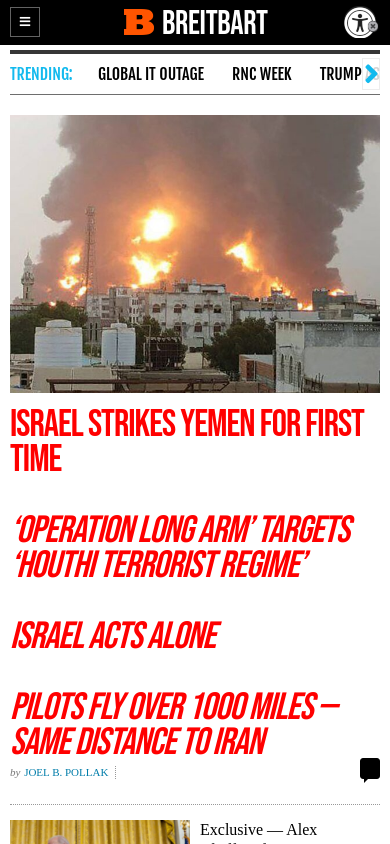 BREITBART
TRENDING: GLOBAL IT OUTAGE RNC WEEK TRUMP
ISRAEL STRIKES YEMEN FOR FIRST
TIME
‘OPERATION LONG ARM’ TARGETS
‘HOUTHI TERRORIST REGIME’
ISRAEL ACTS ALONE
PILOTS FLY OVER 1000 MILES —
SAME DISTANCE TO IRAN
by JOEL B. POLLAK
Exclusive — Alex